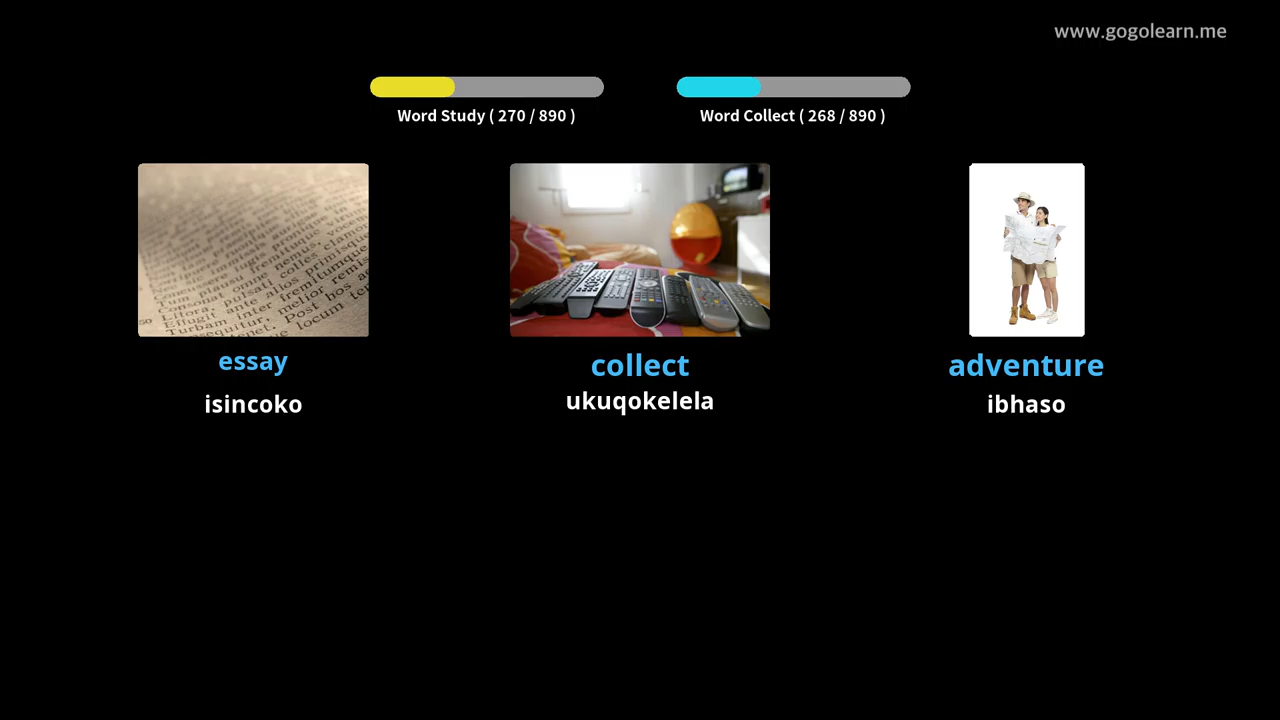 www.gogolearn.me
Word Study ( 270 / 890 )
Word Collect ( 268 / 890 )
essay
collect
adventure
isincoko
ukuqokelela
ibhaso